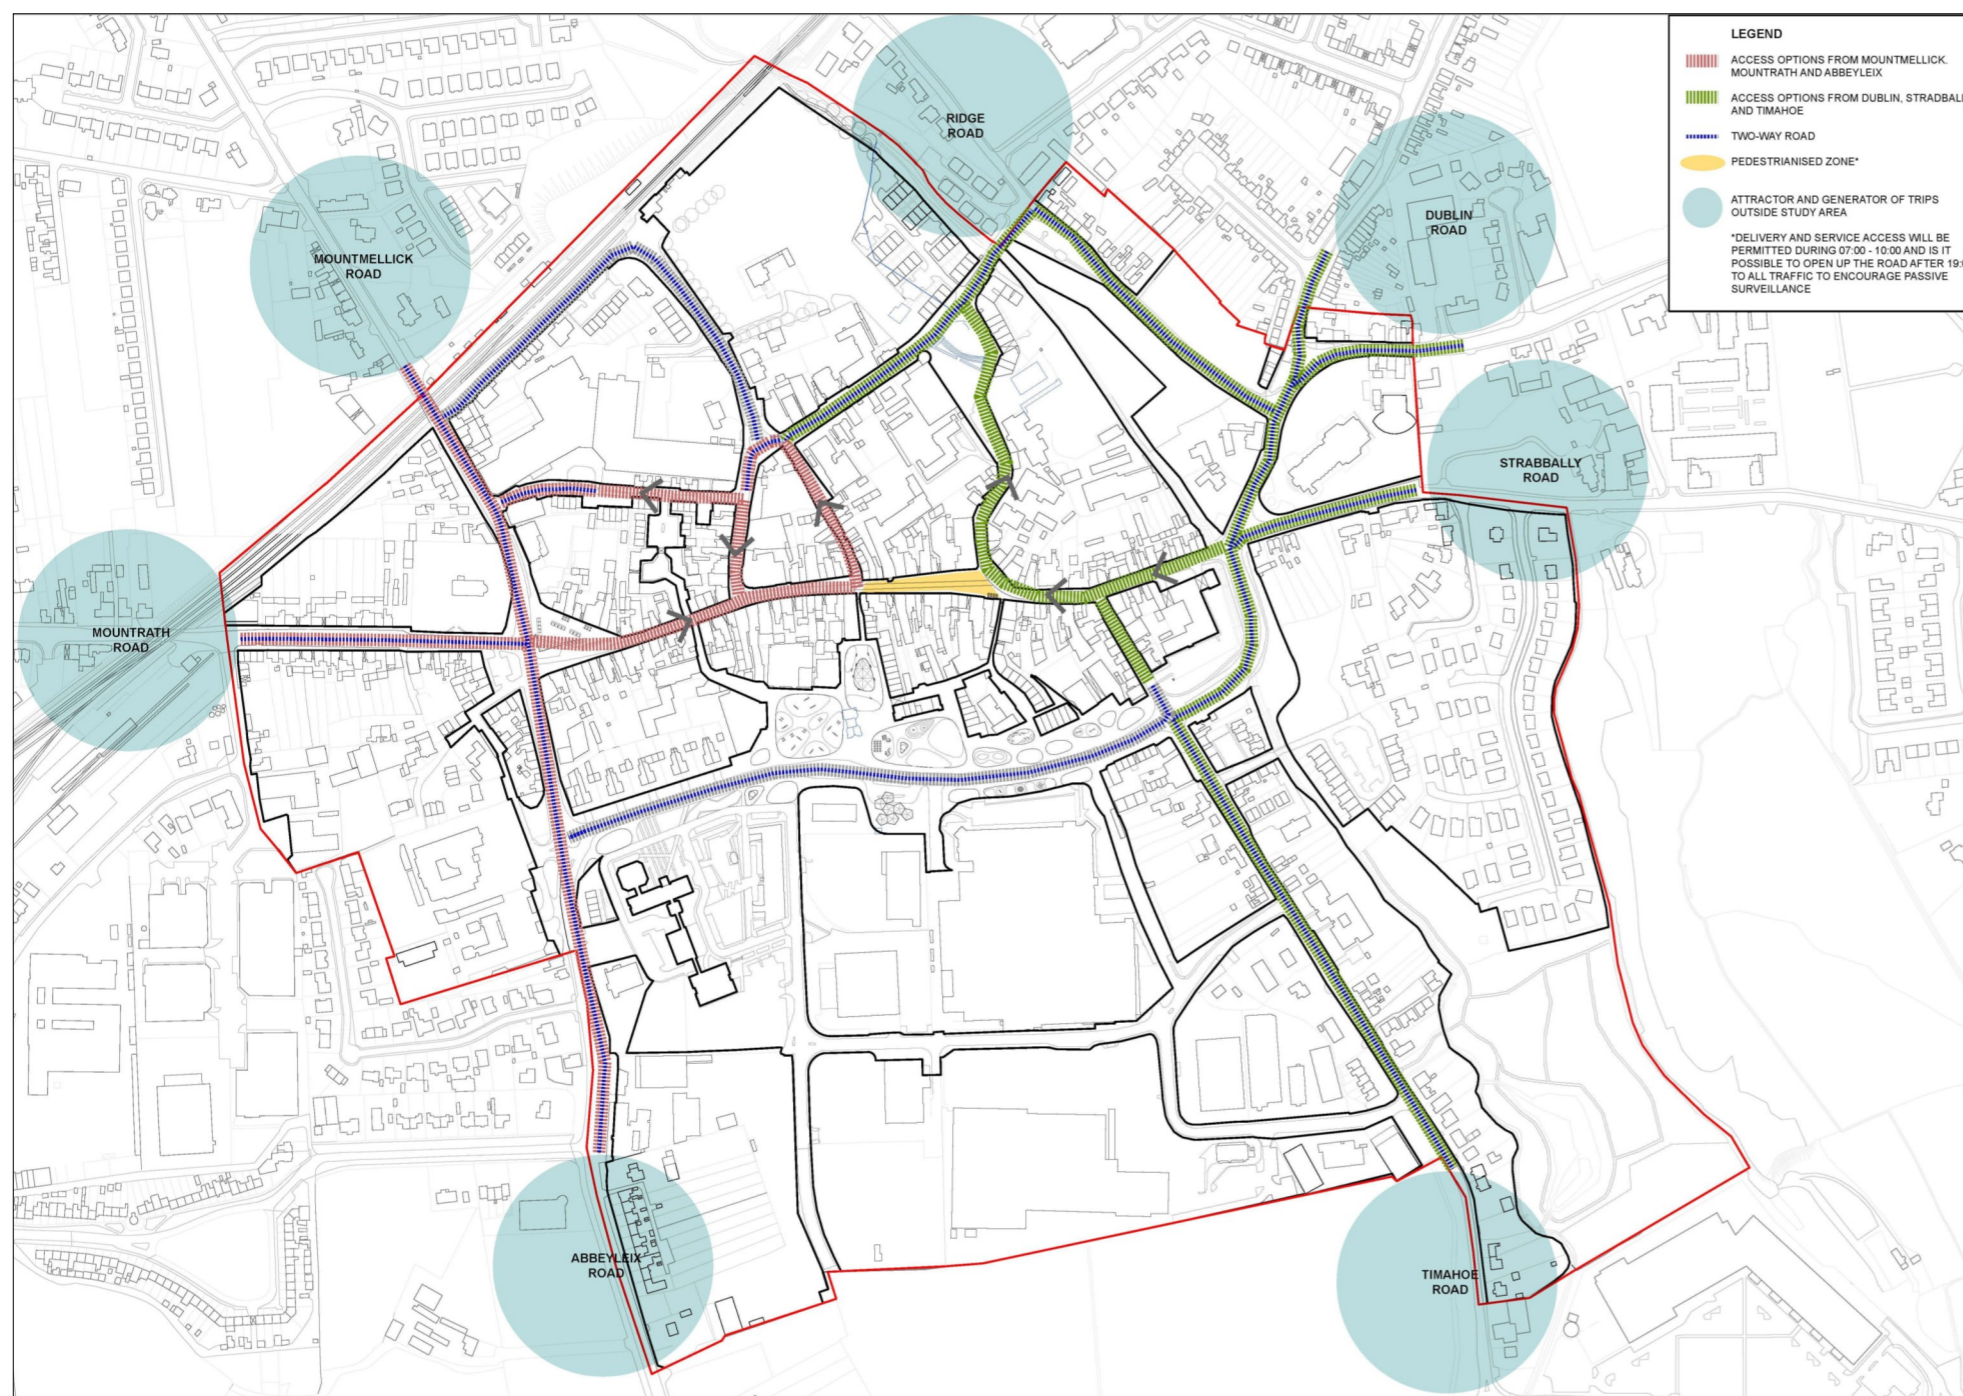 LEGEND
ACCESS OPTIONS FROM MOUNTMELLICK.
MOUNTRATH AND ABBEYLEIX
ACCESS OPTIONS FROM DUBLIN, STRADBALL
AND TIMAHOE
TWO-WAY ROAD
PEDESTRIANISED ZONE*
ATTRACTOR AND GENERATOR OF TRIPS
OUTSIDE STUDY AREA
*DELIVERY AND SERVICE ACCESS WILL BE
PERMITTED DURING 07:00 - 10:00 AND IS IT
POSSIBLE TO OPEN UP THE ROAD AFTER 19:
TO ALL TRAFFIC TO ENCOURAGE PASSIVE
SURVEILLANCE
RIDGE
ROAD
DUBLIN
ROAD
MOUNTMELLICK
ROAD
STRABBALLY
ROAD
MOUNTRATH
ROAD
ABBEYLEIX
ROAD
TIMAHOE
ROAD